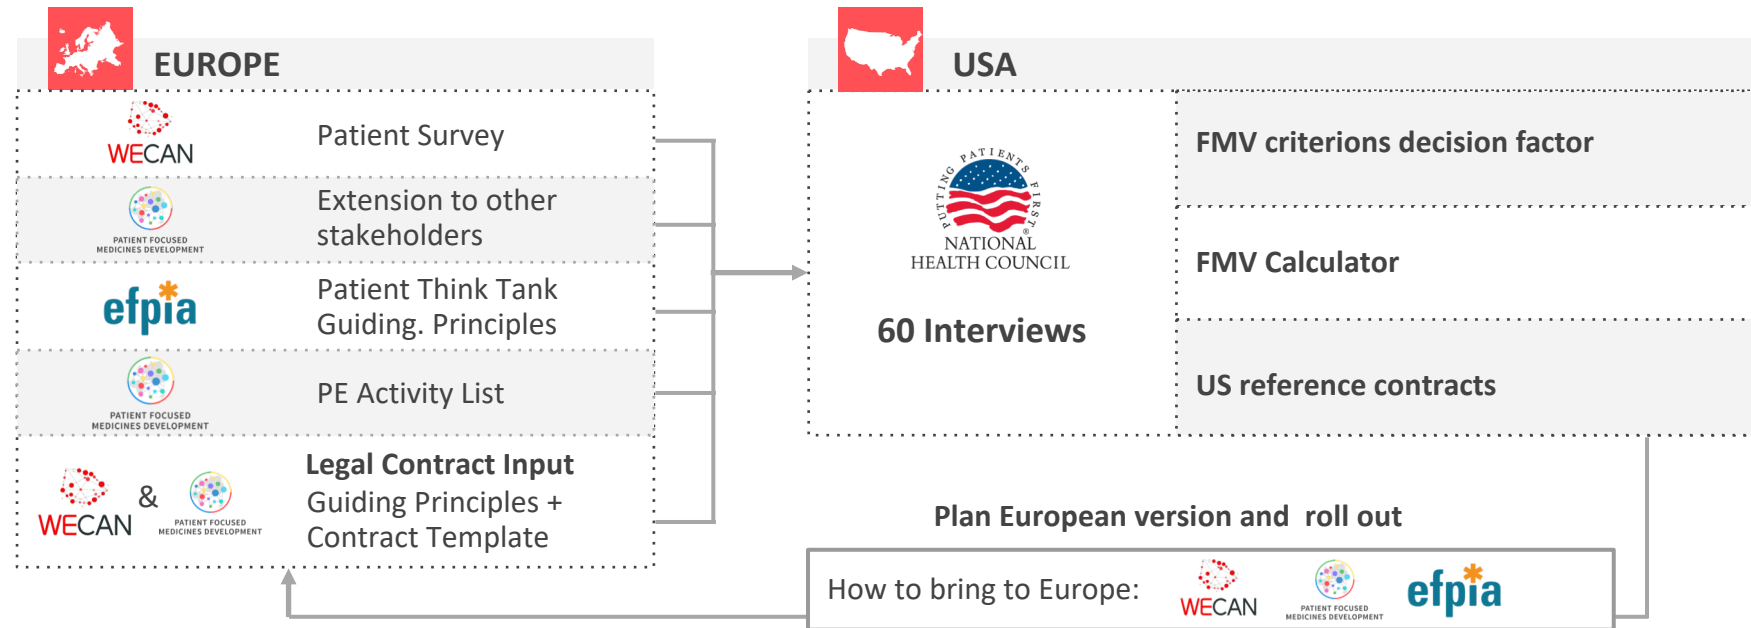 EUROPE
WECAN
Patient Survey
PATIENT FOCUSED
MEDICINES DEVELOPMENT
Extension to other
stakeholders
efpia
Patient Think Tank
Guiding. Principles
PATIENT FOCUSED
MEDICINES DEVELOPMENT
PE Activity List
WECAN
&
PATIENT FOCUSED
MEDICINES DEVELOPMENT
Legal Contract Input
Guiding Principles +
Contract Template
USA
PUTTING PATIENTS FIRST®
NATIONAL
HEALTH COUNCIL
60 Interviews
FMV criterions decision factor
FMV Calculator
US reference contracts
Plan European version and roll out
How to bring to Europe:
WECAN
PATIENT FOCUSED
MEDICINES DEVELOPMENT
efpia